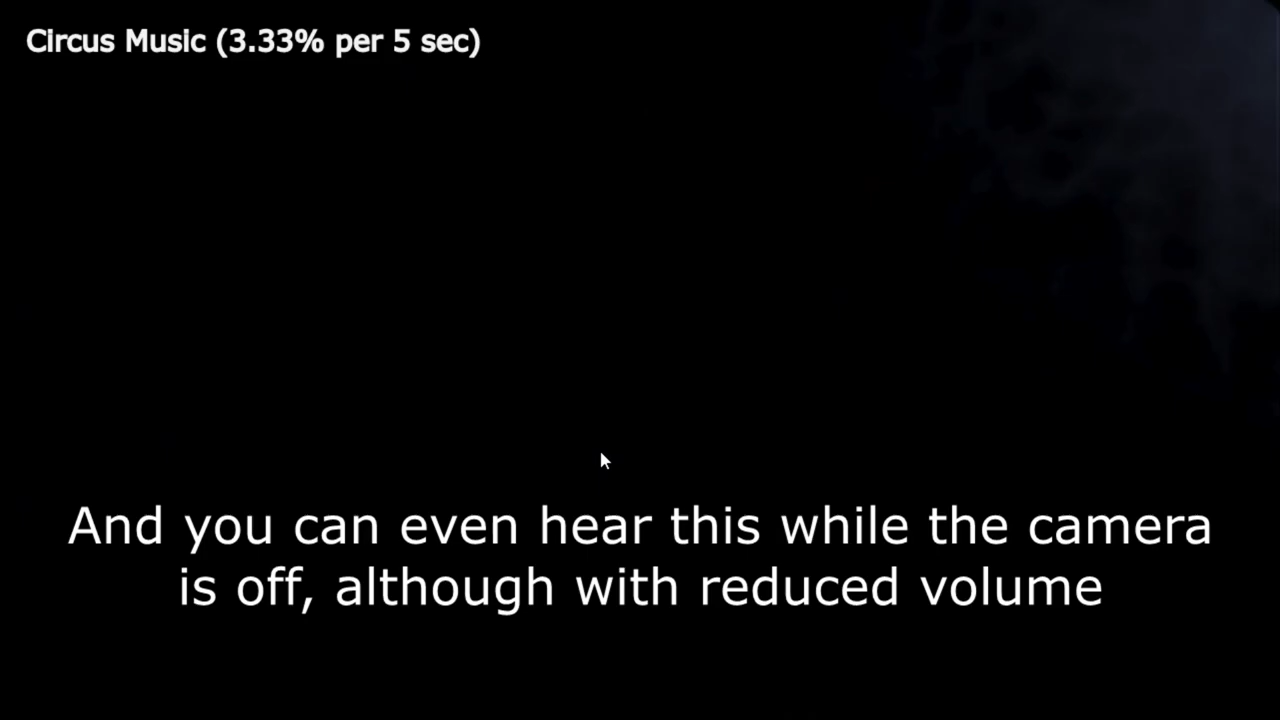 Circus Music (3.33% per 5 sec)
And you can even hear this while the camera
is off, although with reduced volume